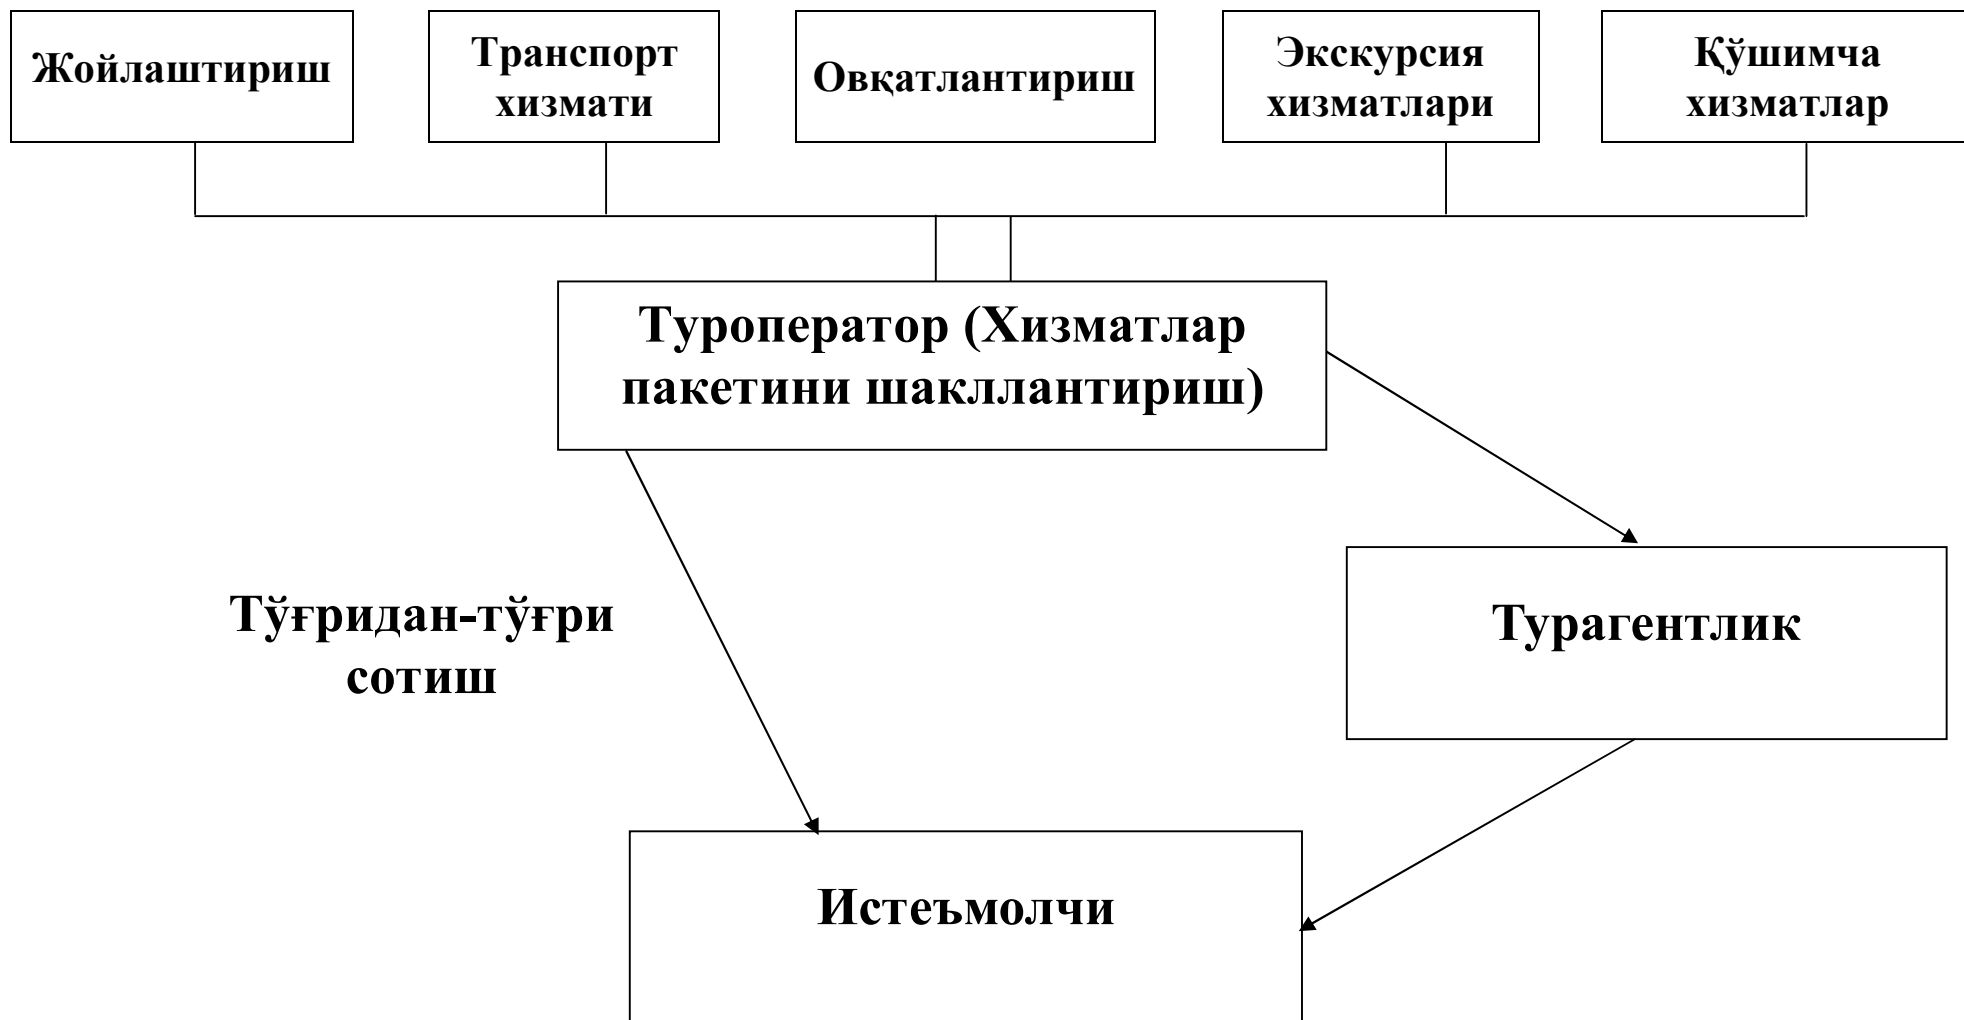 Жойлаштириш
Транспорт
хизмати
Овқатлантириш
Экскурсия
хизматлари
Қўшимча
хизматлар
Туроператор (Хизматлар
пакетини шакллантириш)
Тўғридан-тўғри
сотиш
Турагентлик
Истеъмолчи